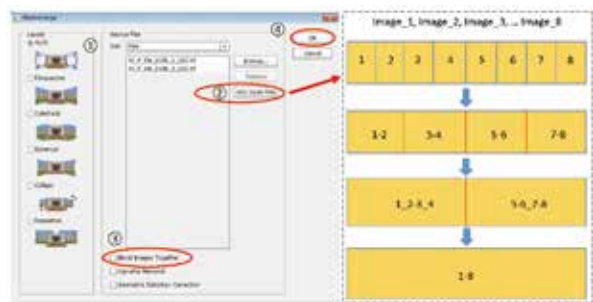 Photomerge
Layout
Auto
①
Perspective
Cylindrical
Spherical
Collage
Reposition
Source Files
Use: Files
Browse...
Remove
② Add Open Files
③
Blend Images Together
Vignette Removal
Geometric Distortion Correction
④
OK
Cancel
Image_1, Image_2, Image_3, ... Image_8
1 2 3 4 5 6 7 8
1-2 3-4 5-6 7-8
1_2-3_4 5-6_7-8
1-8